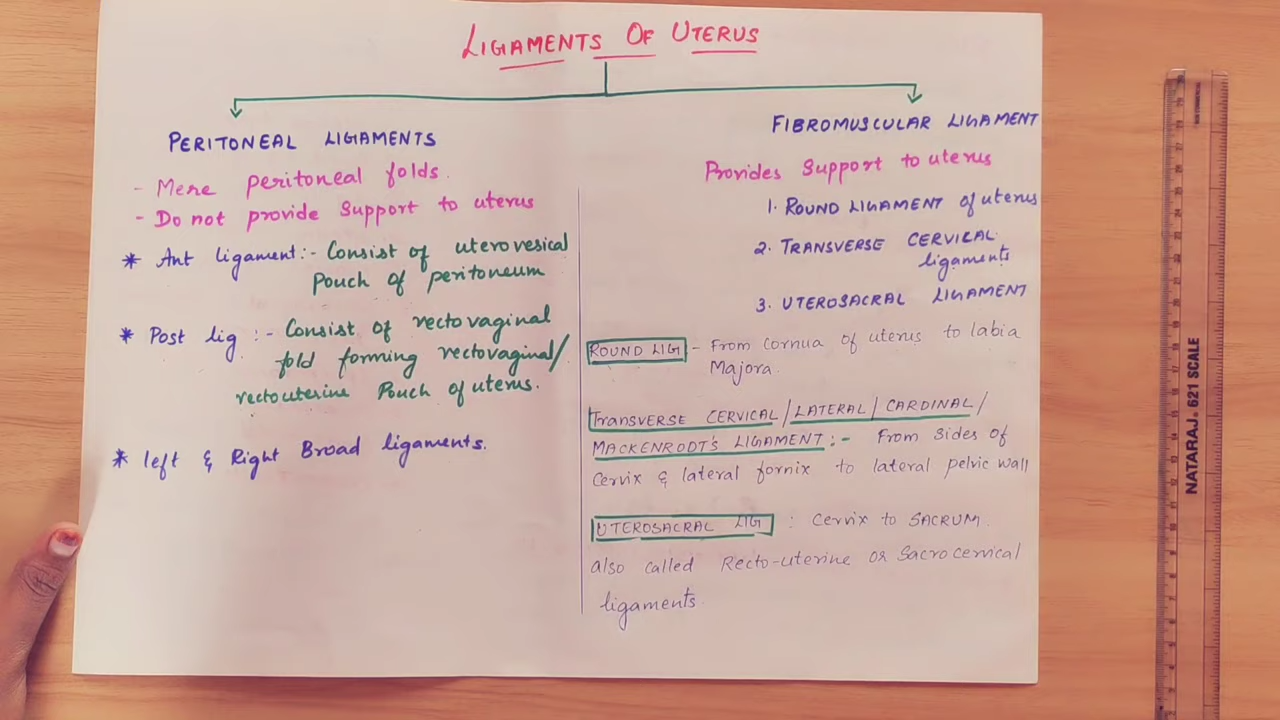 LIGAMENTS OF UTERUS
PERITONEAL LIGAMENTS
- Mere peritoneal folds.
- Do not provide Support to uterus
* Ant ligament:- Consist of uterovesical
Pouch of peritoneum
* Post lig :- Consist of rectovaginal
fold forming rectovaginal/
rectouterine Pouch of uterus.
* left & Right Broad ligaments.
FIBROMUSCULAR LIGAMENT
Provides Support to uterus
1. ROUND LIGAMENT of uterus
2. TRANSVERSE CERVICAL
ligaments
3. UTEROSACRAL LIGAMENT
ROUND LIG - From Cornua of uterus to labia
Majora.
TRANSVERSE CERVICAL/LATERAL/CARDINAL/
MACKENRODT'S LIGAMENT:- From Sides of
Cervix & lateral fornix to lateral pelvic wall
UTEROSACRAL LIG : Cervix to SACRUM.
also called Recto-uterine or Sacrocervical
ligaments.
NATARAJ 621 SCALE